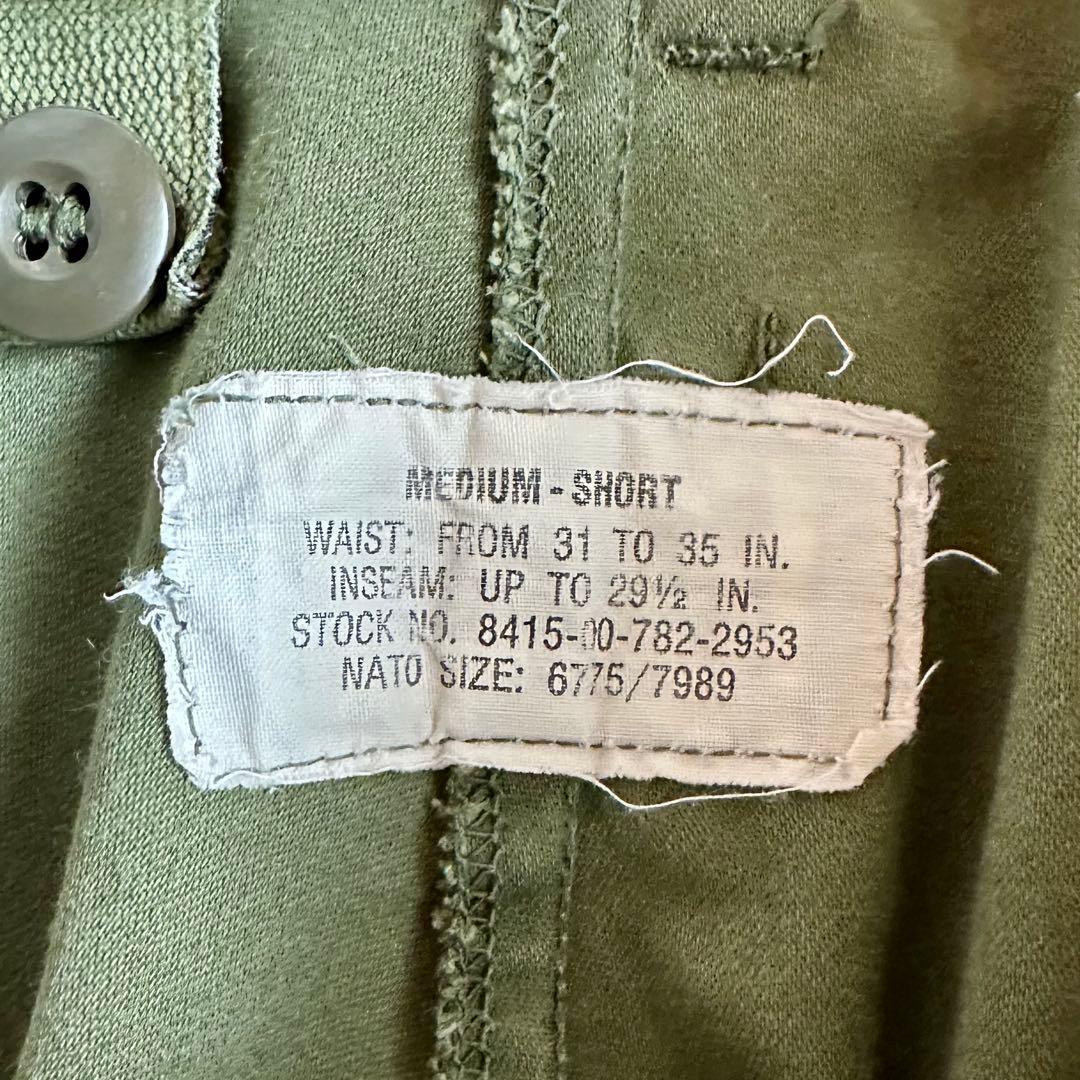 MEDIUM - SHORT
WAIST: FROM 31 TO 35 IN.
INSEAM: UP TO 29½ IN.
STOCK NO. 8415-00-782-2953
NATO SIZE: 6775/7989